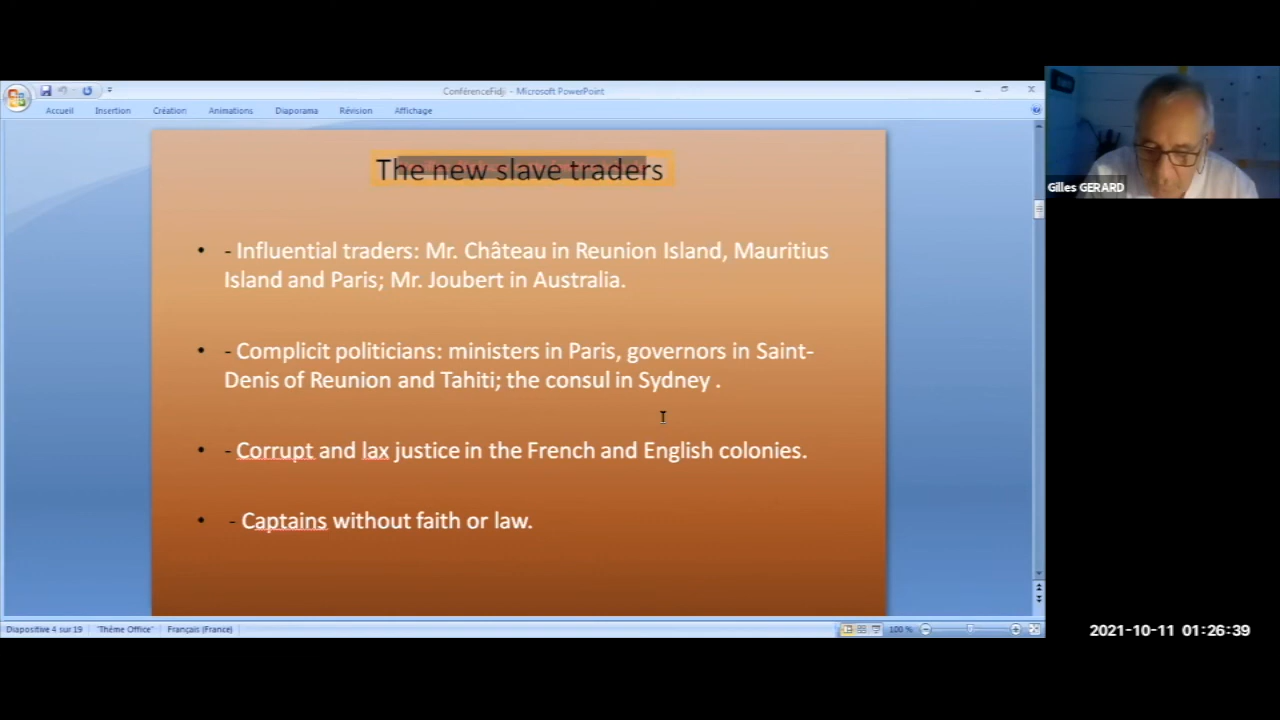 ConférenceFidji - Microsoft PowerPoint
Accueil Insertion Création Animations Diaporama Révision Affichage
The new slave traders
• - Influential traders: Mr. Château in Reunion Island, Mauritius
Island and Paris; Mr. Joubert in Australia.
• - Complicit politicians: ministers in Paris, governors in Saint-
Denis of Reunion and Tahiti; the consul in Sydney .
• - Corrupt and lax justice in the French and English colonies.
• - Captains without faith or law.
Gilles GERARD
Diapositive 4 sur 19 "Thème Office" Français (France) 100 %
2021-10-11 01:26:39